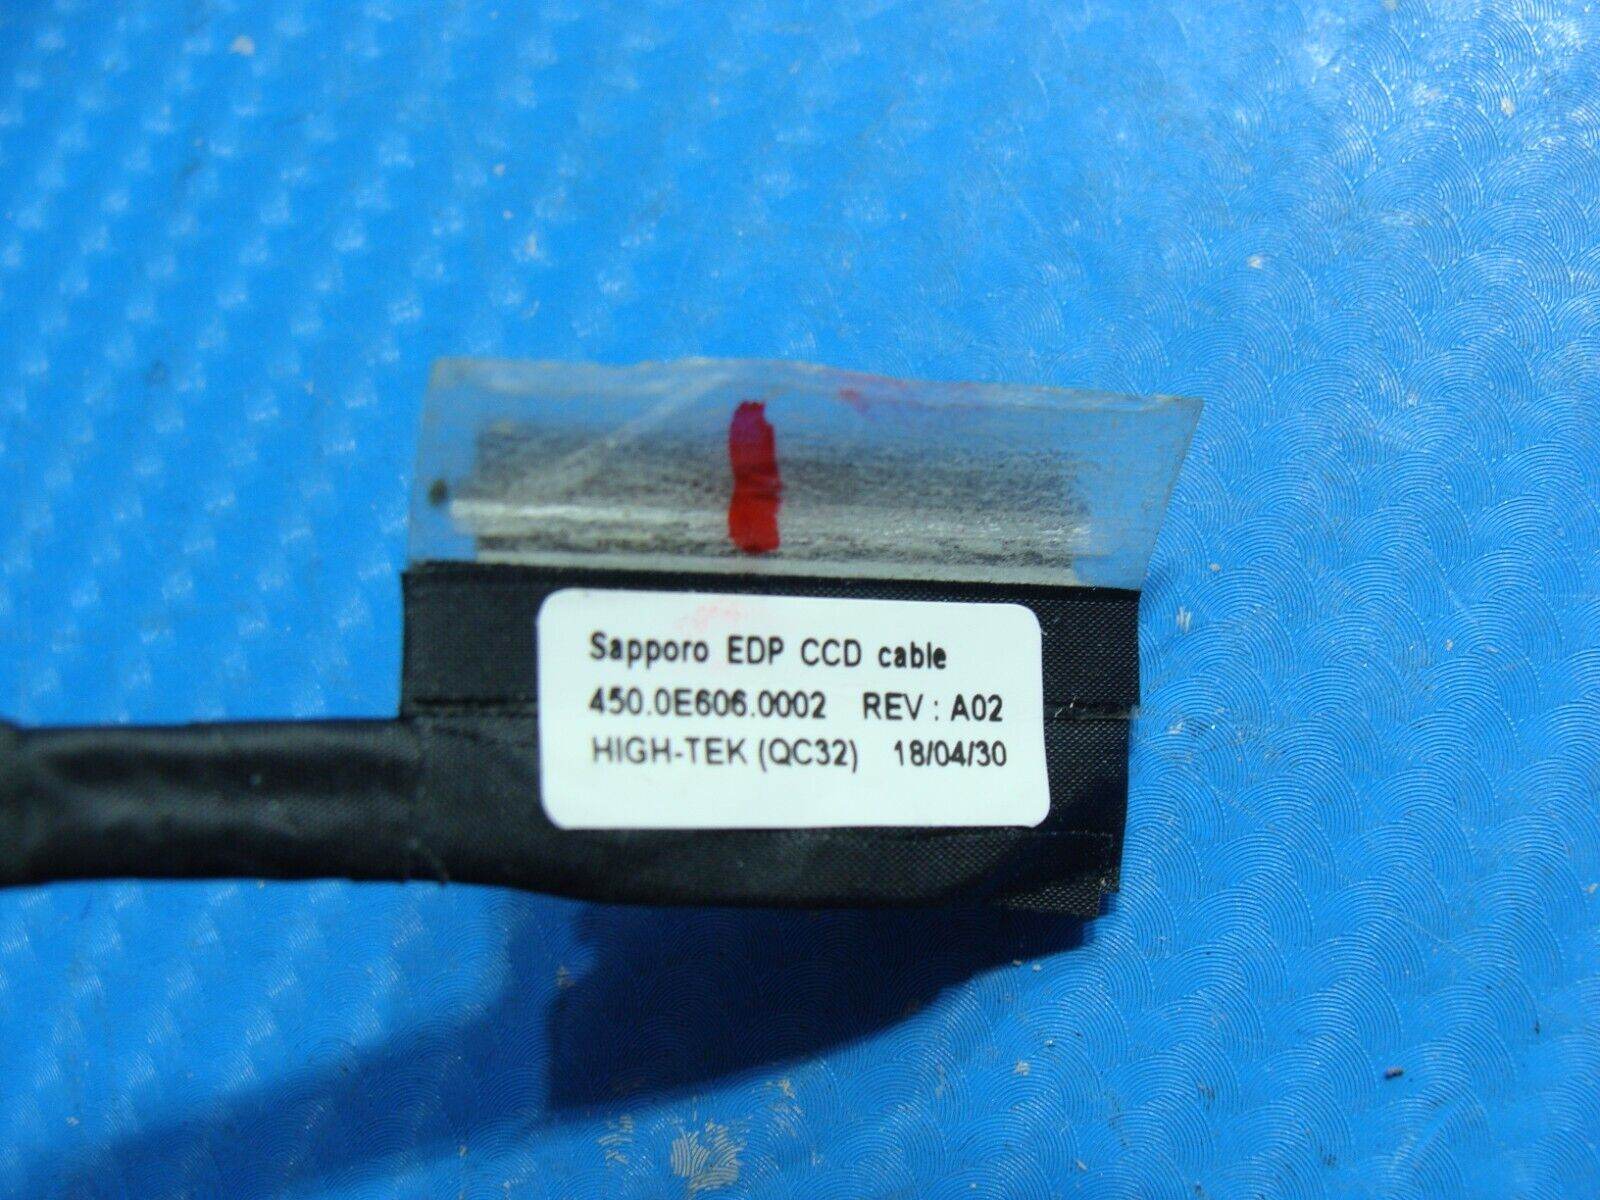 Sapporo EDP CCD cable
450.0E606.0002 REV : A02
HIGH-TEK (QC32) 18/04/30